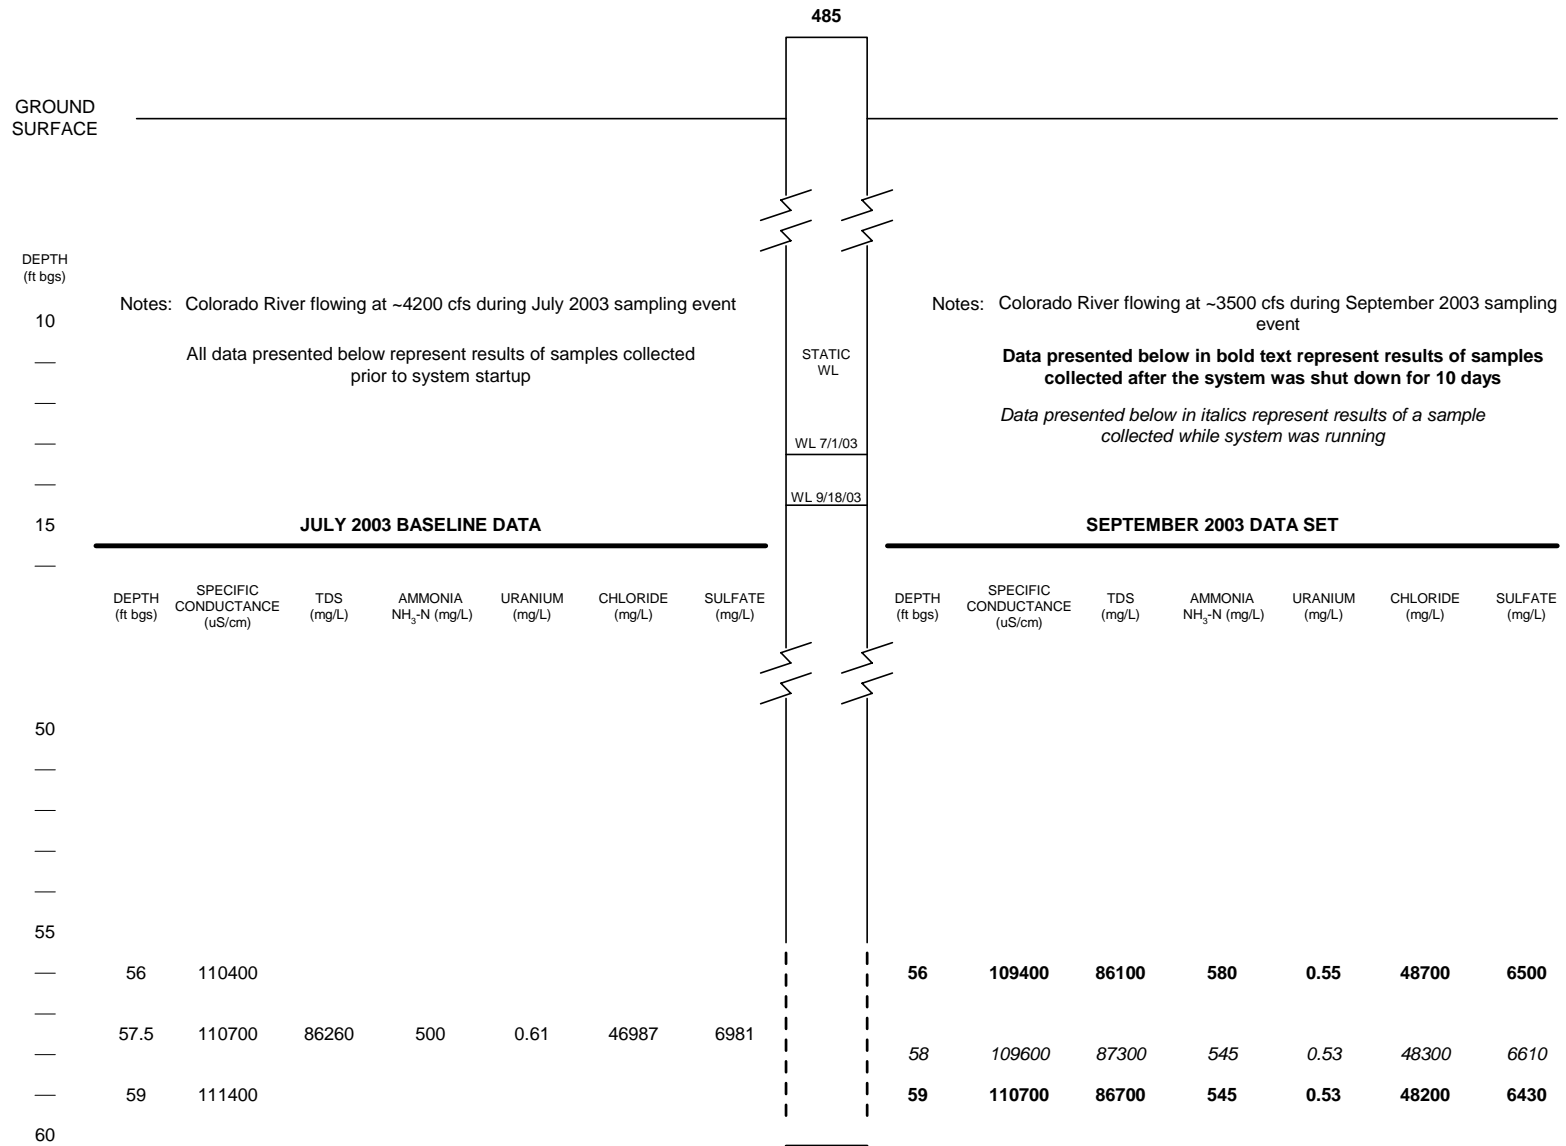 485
GROUND
SURFACE
DEPTH
(ft bgs)
10
15
50
55
60
Notes: Colorado River flowing at ~4200 cfs during July 2003 sampling event
All data presented below represent results of samples collected
prior to system startup
STATIC
WL
WL 7/1/03
WL 9/18/03
Notes: Colorado River flowing at ~3500 cfs during September 2003 sampling
event
Data presented below in bold text represent results of samples
collected after the system was shut down for 10 days
Data presented below in italics represent results of a sample
collected while system was running
JULY 2003 BASELINE DATA
DEPTH (ft bgs) SPECIFIC CONDUCTANCE (uS/cm) TDS (mg/L) AMMONIA NH3-N (mg/L) URANIUM (mg/L) CHLORIDE (mg/L) SULFATE (mg/L)
56 110400
57.5 110700 86260 500 0.61 46987 6981
59 111400
SEPTEMBER 2003 DATA SET
DEPTH (ft bgs) SPECIFIC CONDUCTANCE (uS/cm) TDS (mg/L) AMMONIA NH3-N (mg/L) URANIUM (mg/L) CHLORIDE (mg/L) SULFATE (mg/L)
56 109400 86100 580 0.55 48700 6500
58 109600 87300 545 0.53 48300 6610
59 110700 86700 545 0.53 48200 6430